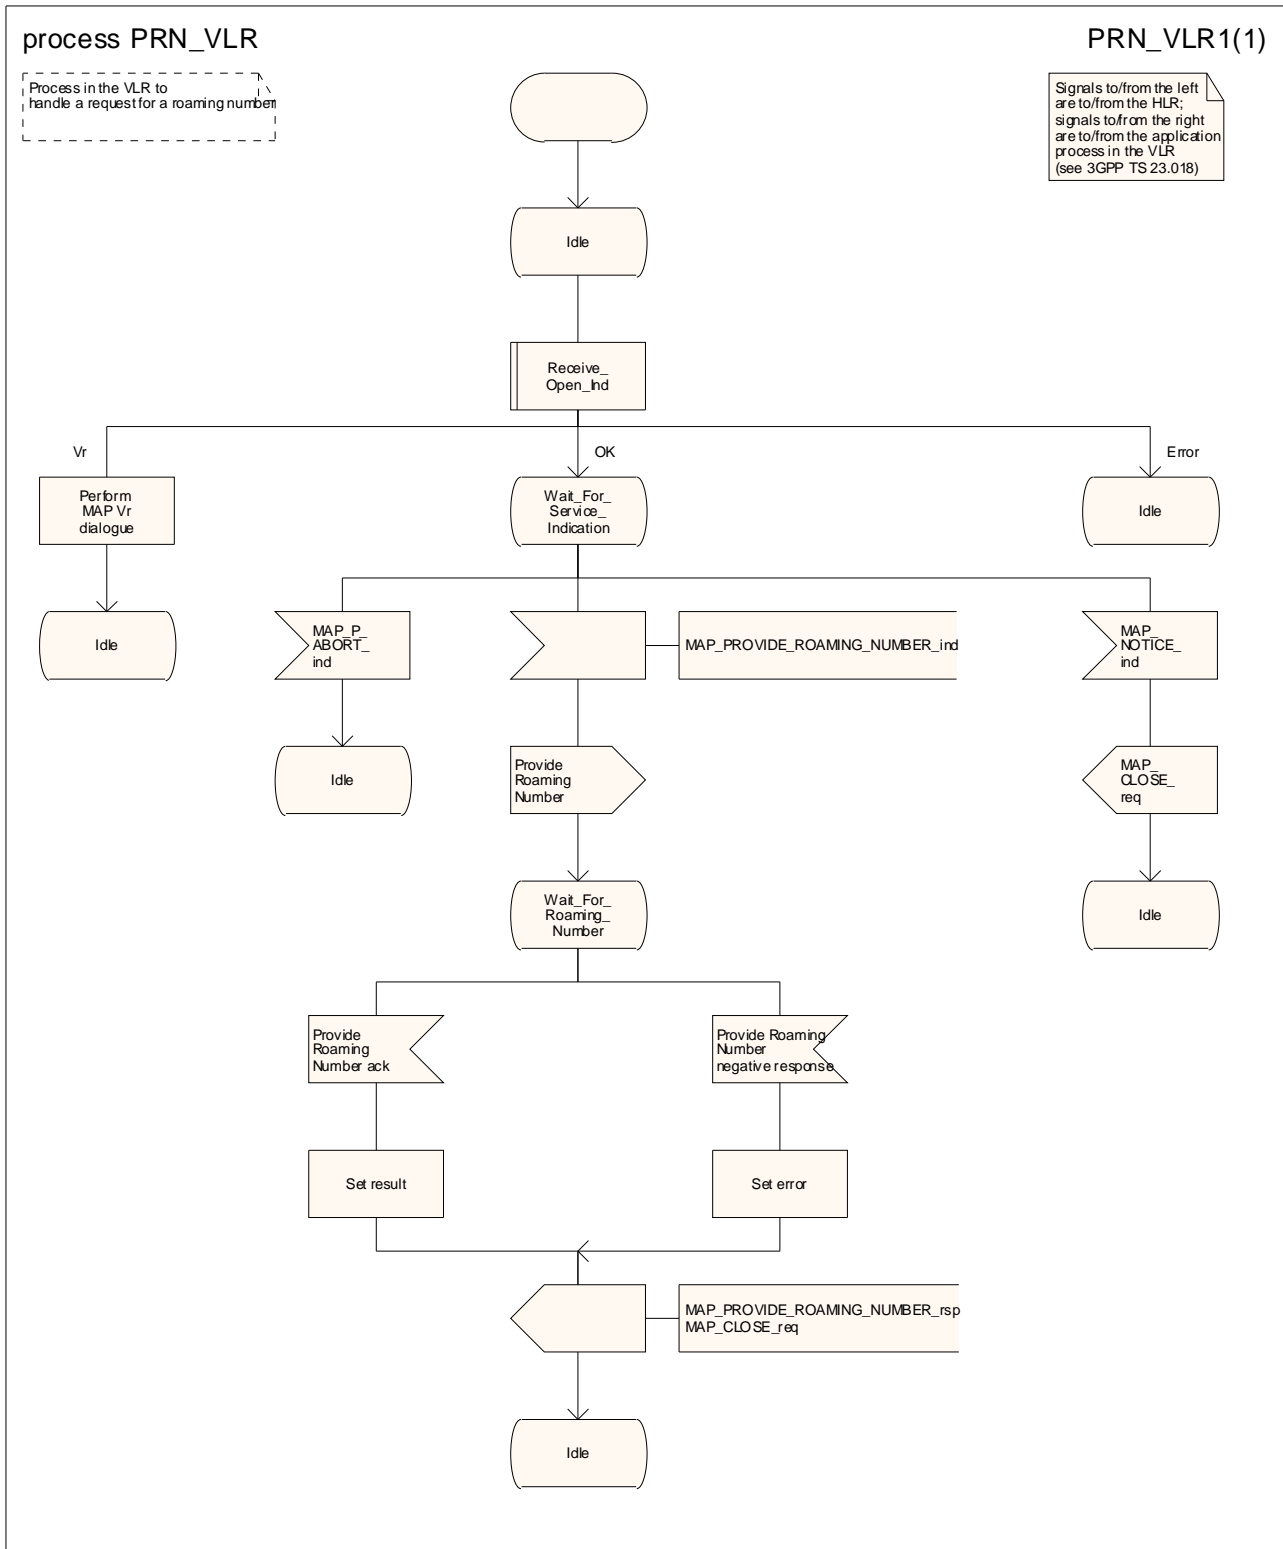 process PRN_VLR
PRN_VLR1(1)
Process in the VLR to
handle a request for a roaming number
Signals to/from the left
are to/from the HLR;
signals to/from the right
are to/from the application
process in the VLR
(see 3GPP TS 23.018)
Idle
Receive_
Open_Ind
Vr
OK
Error
Perform
MAP Vr
dialogue
Wait_For_
Service_
Indication
Idle
Idle
MAP_P_
ABORT_
ind
MAP_PROVIDE_ROAMING_NUMBER_ind
MAP_
NOTICE_
ind
Idle
Provide
Roaming
Number
MAP_
CLOSE_
req
Wait_For_
Roaming_
Number
Idle
Provide
Roaming
Number ack
Provide Roaming
Number
negative response
Set result
Set error
MAP_PROVIDE_ROAMING_NUMBER_rsp
MAP_CLOSE_req
Idle